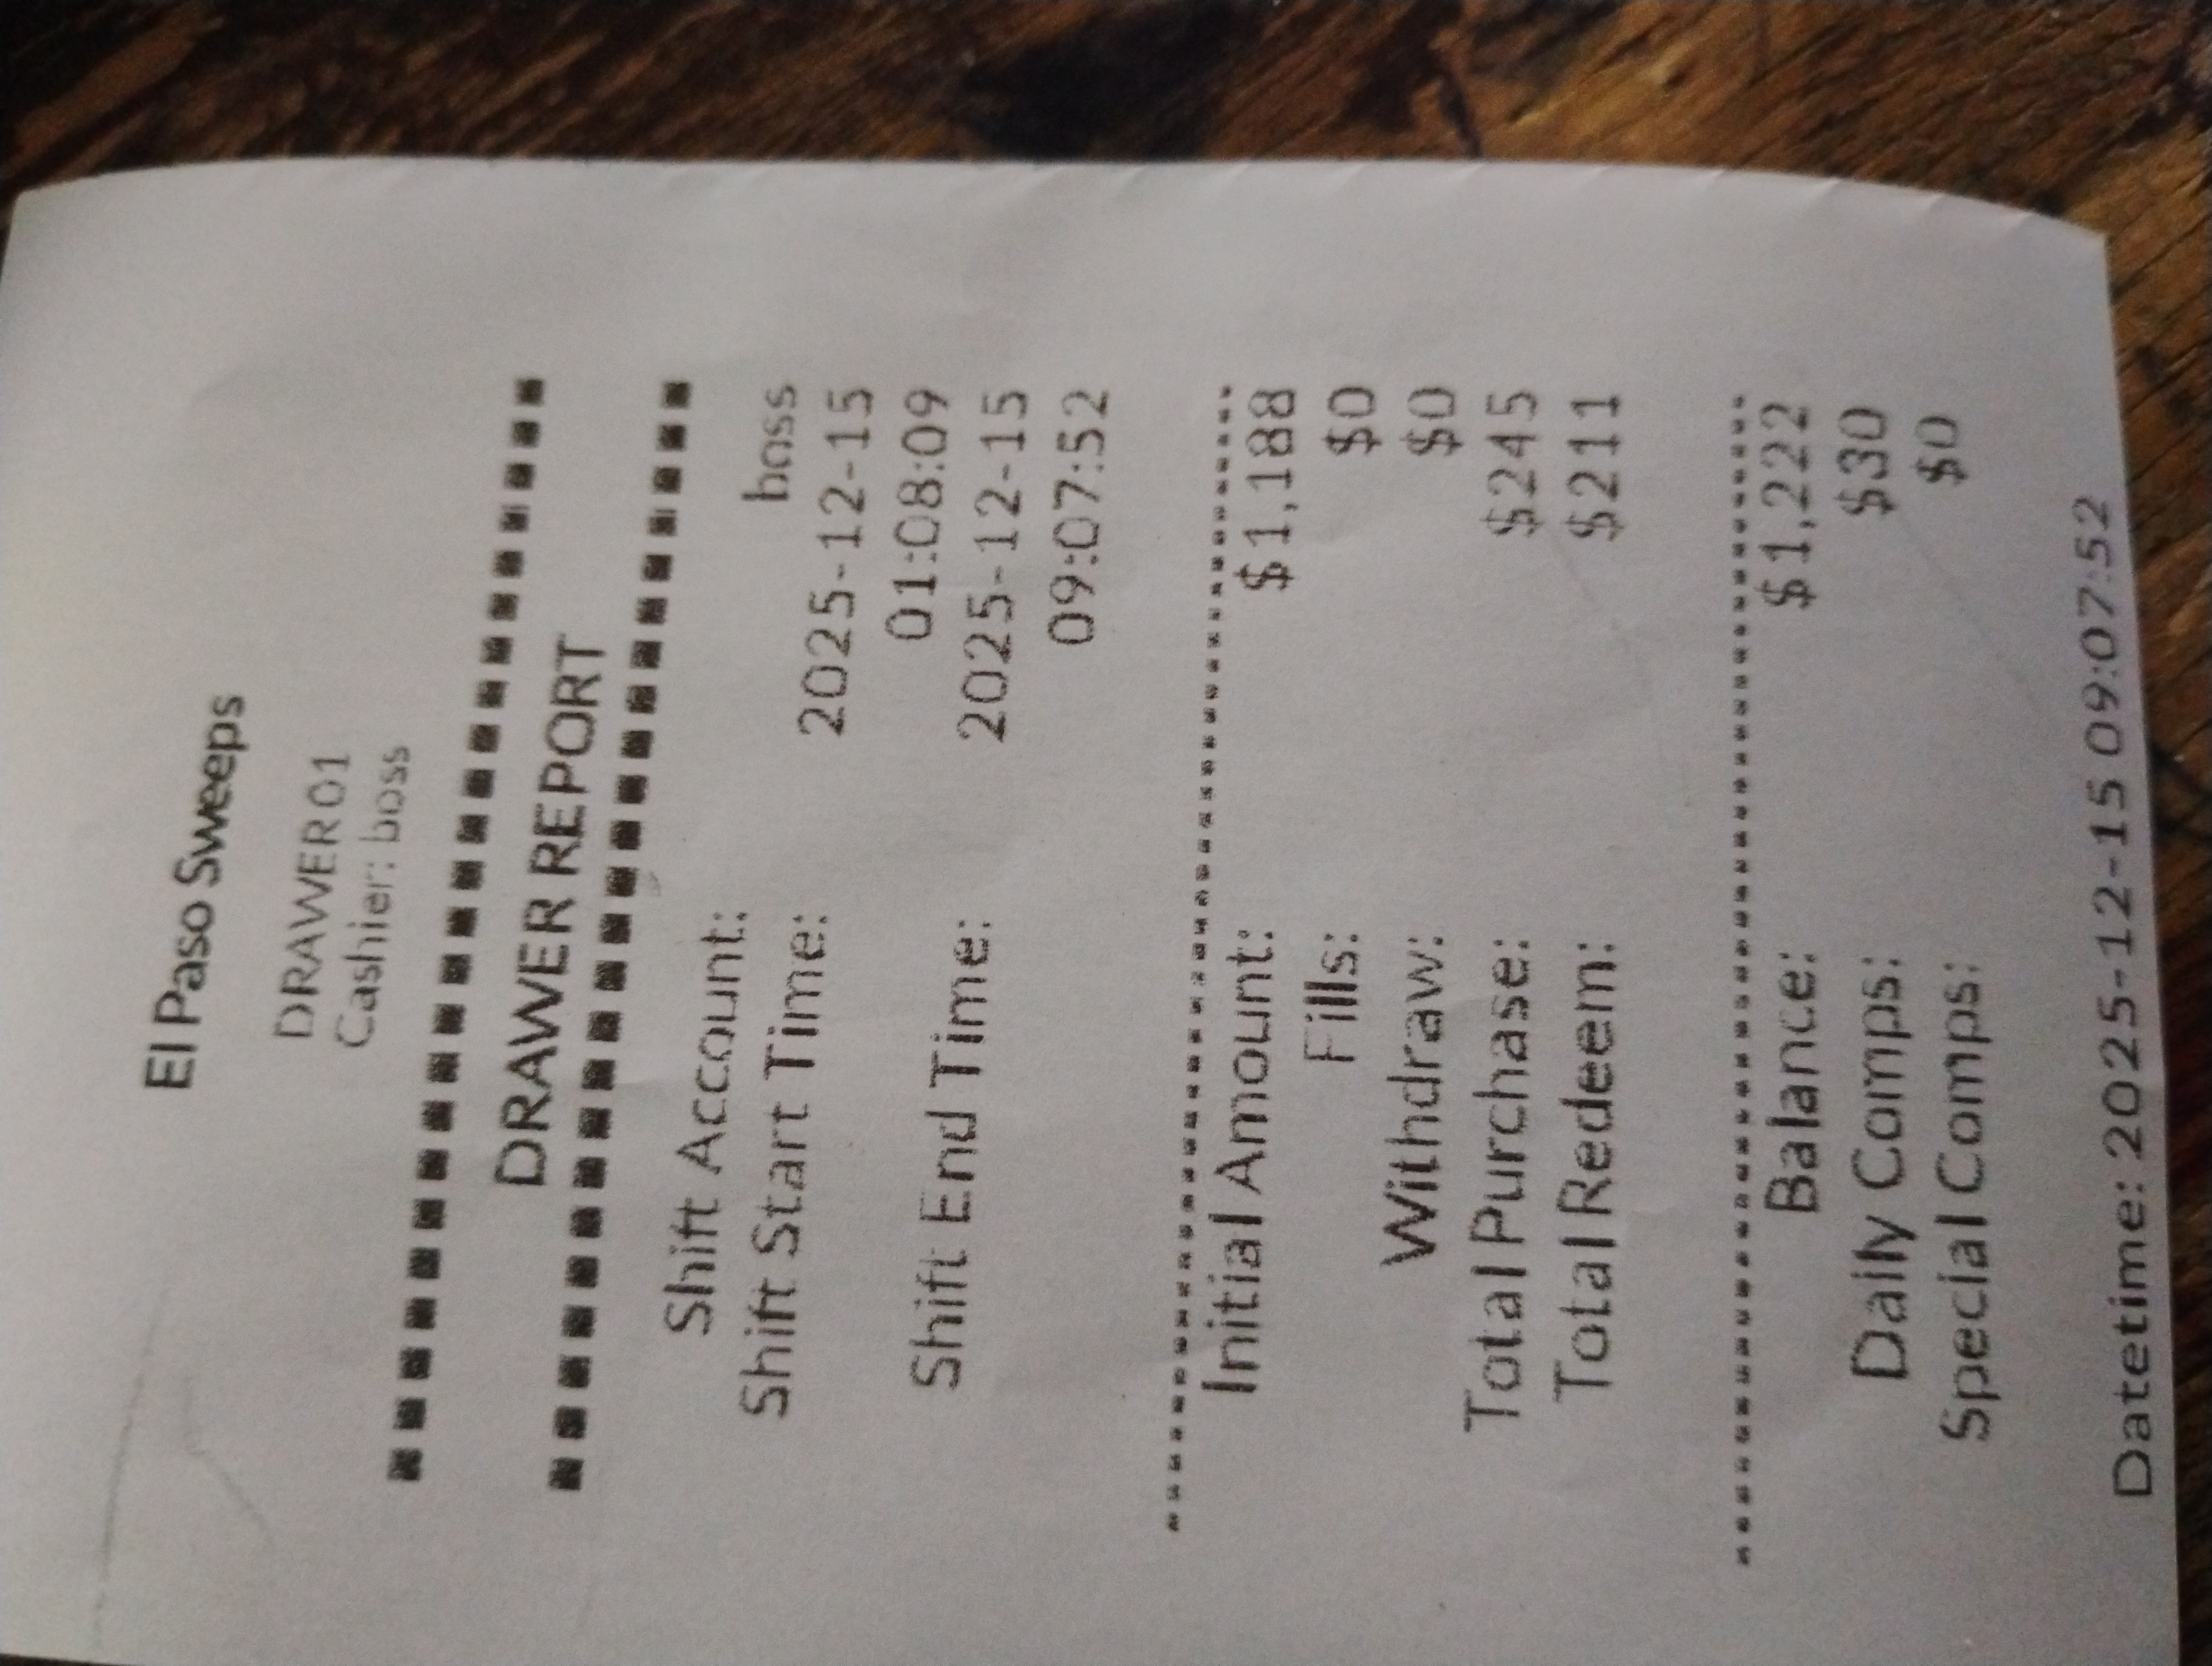 El Paso Sweeps
DRAWER01
Cashier: boss
DRAWER REPORT
Shift Account: boss
Shift Start Time: 2025-12-15
01:08:09
Shift End Time: 2025-12-15
09:07:52
Initial Amount: $1,188
Fills: $0
Withdraw: $0
Total Purchase: $245
Total Redeem: $211
Balance: $1,222
Daily Comps: $30
Special Comps: $0
Datetime: 2025-12-15 09:07:52